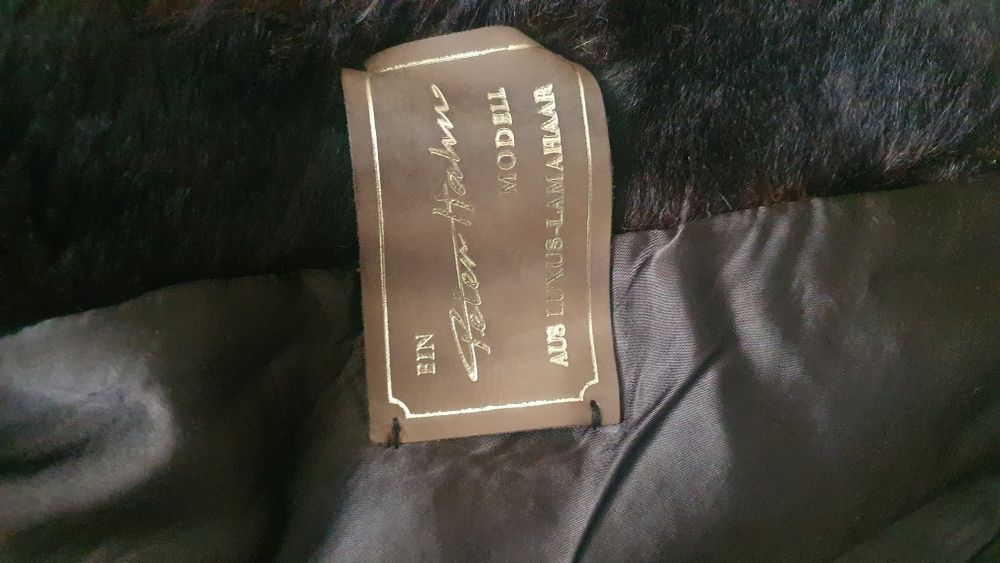 EIN
Peter Hahn
MODELL
AUS LUXUS-LAMAHAAR